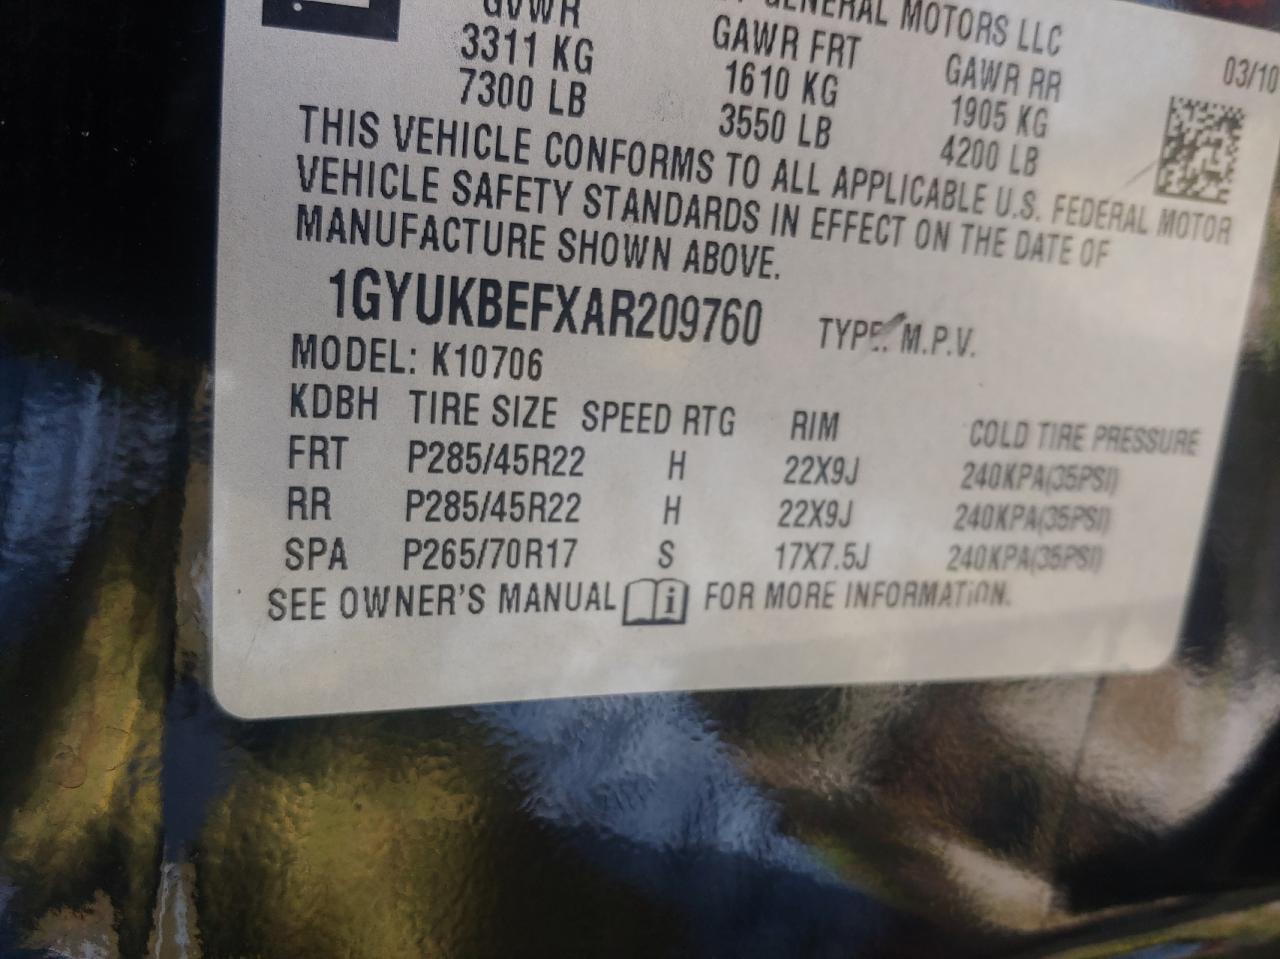 GVWR GAWR FRT GAWR RR
GENERAL MOTORS LLC
03/10
3311 KG 1610 KG 1905 KG
7300 LB 3550 LB 4200 LB
THIS VEHICLE CONFORMS TO ALL APPLICABLE U.S. FEDERAL MOTOR
VEHICLE SAFETY STANDARDS IN EFFECT ON THE DATE OF
MANUFACTURE SHOWN ABOVE.
1GYUKBEFXAR209760 TYPE: M.P.V.
MODEL: K10706
KDBH TIRE SIZE SPEED RTG RIM COLD TIRE PRESSURE
FRT P285/45R22 H 22X9J 240KPA(35PSI)
RR P285/45R22 H 22X9J 240KPA(35PSI)
SPA P265/70R17 S 17X7.5J 240KPA(35PSI)
SEE OWNER'S MANUAL FOR MORE INFORMATION.